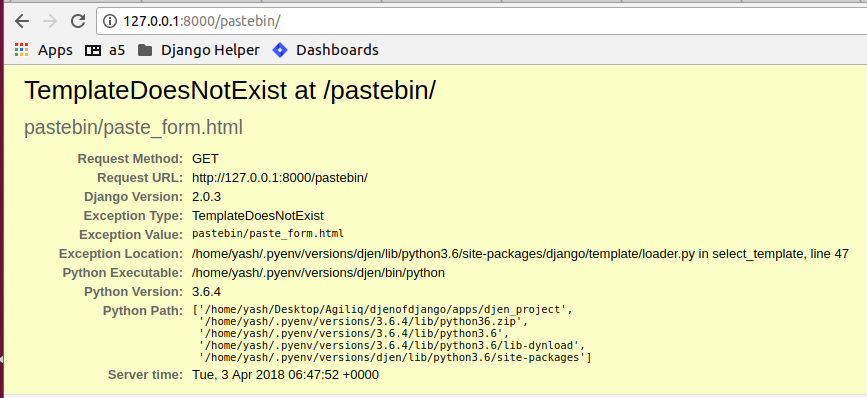 127.0.0.1:8000/pastebin/
Apps a5 Django Helper Dashboards
TemplateDoesNotExist at /pastebin/
pastebin/paste_form.html
Request Method: GET
Request URL: http://127.0.0.1:8000/pastebin/
Django Version: 2.0.3
Exception Type: TemplateDoesNotExist
Exception Value: pastebin/paste_form.html
Exception Location: /home/yash/.pyenv/versions/djen/lib/python3.6/site-packages/django/template/loader.py in select_template, line 47
Python Executable: /home/yash/.pyenv/versions/djen/bin/python
Python Version: 3.6.4
Python Path: ['/home/yash/Desktop/Agiliq/djenofdjango/apps/djen_project',
'/home/yash/.pyenv/versions/3.6.4/lib/python36.zip',
'/home/yash/.pyenv/versions/3.6.4/lib/python3.6',
'/home/yash/.pyenv/versions/3.6.4/lib/python3.6/lib-dynload',
'/home/yash/.pyenv/versions/djen/lib/python3.6/site-packages']
Server time: Tue, 3 Apr 2018 06:47:52 +0000